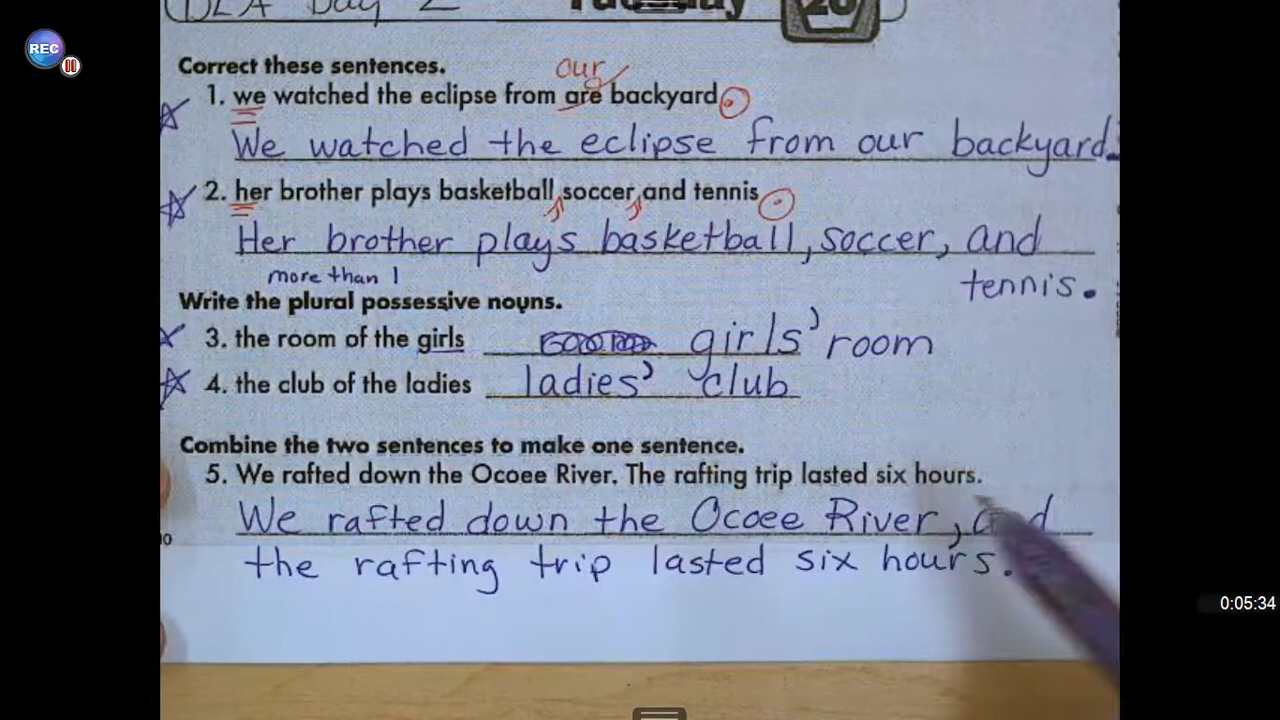 DLA Day 2 Tuesday 26
REC
Correct these sentences.
our
1. we watched the eclipse from are backyard
We watched the eclipse from our backyard.
2. her brother plays basketball, soccer, and tennis
Her brother plays basketball, soccer, and
more than 1
tennis.
Write the plural possessive nouns.
3. the room of the girls girls' room
4. the club of the ladies ladies' club
Combine the two sentences to make one sentence.
5. We rafted down the Ocoee River. The rafting trip lasted six hours.
We rafted down the Ocoee River, and
the rafting trip lasted six hours.
0:05:34